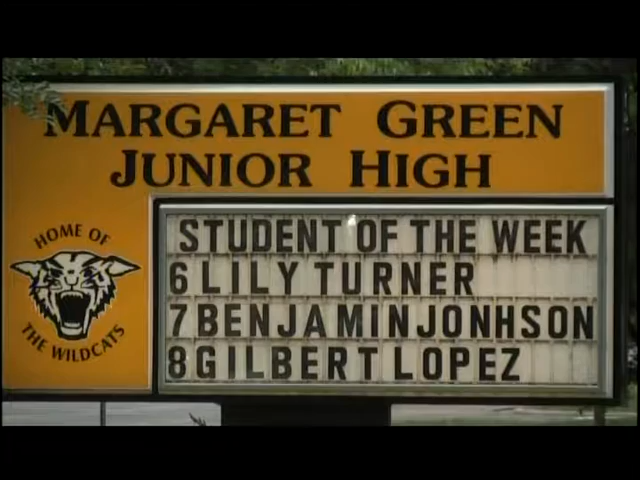 MARGARET GREEN
JUNIOR HIGH
HOME OF
THE WILDCATS
STUDENT OF THE WEEK
6 LILY TURNER
7 BENJAMIN JONHSON
8 GILBERT LOPEZ